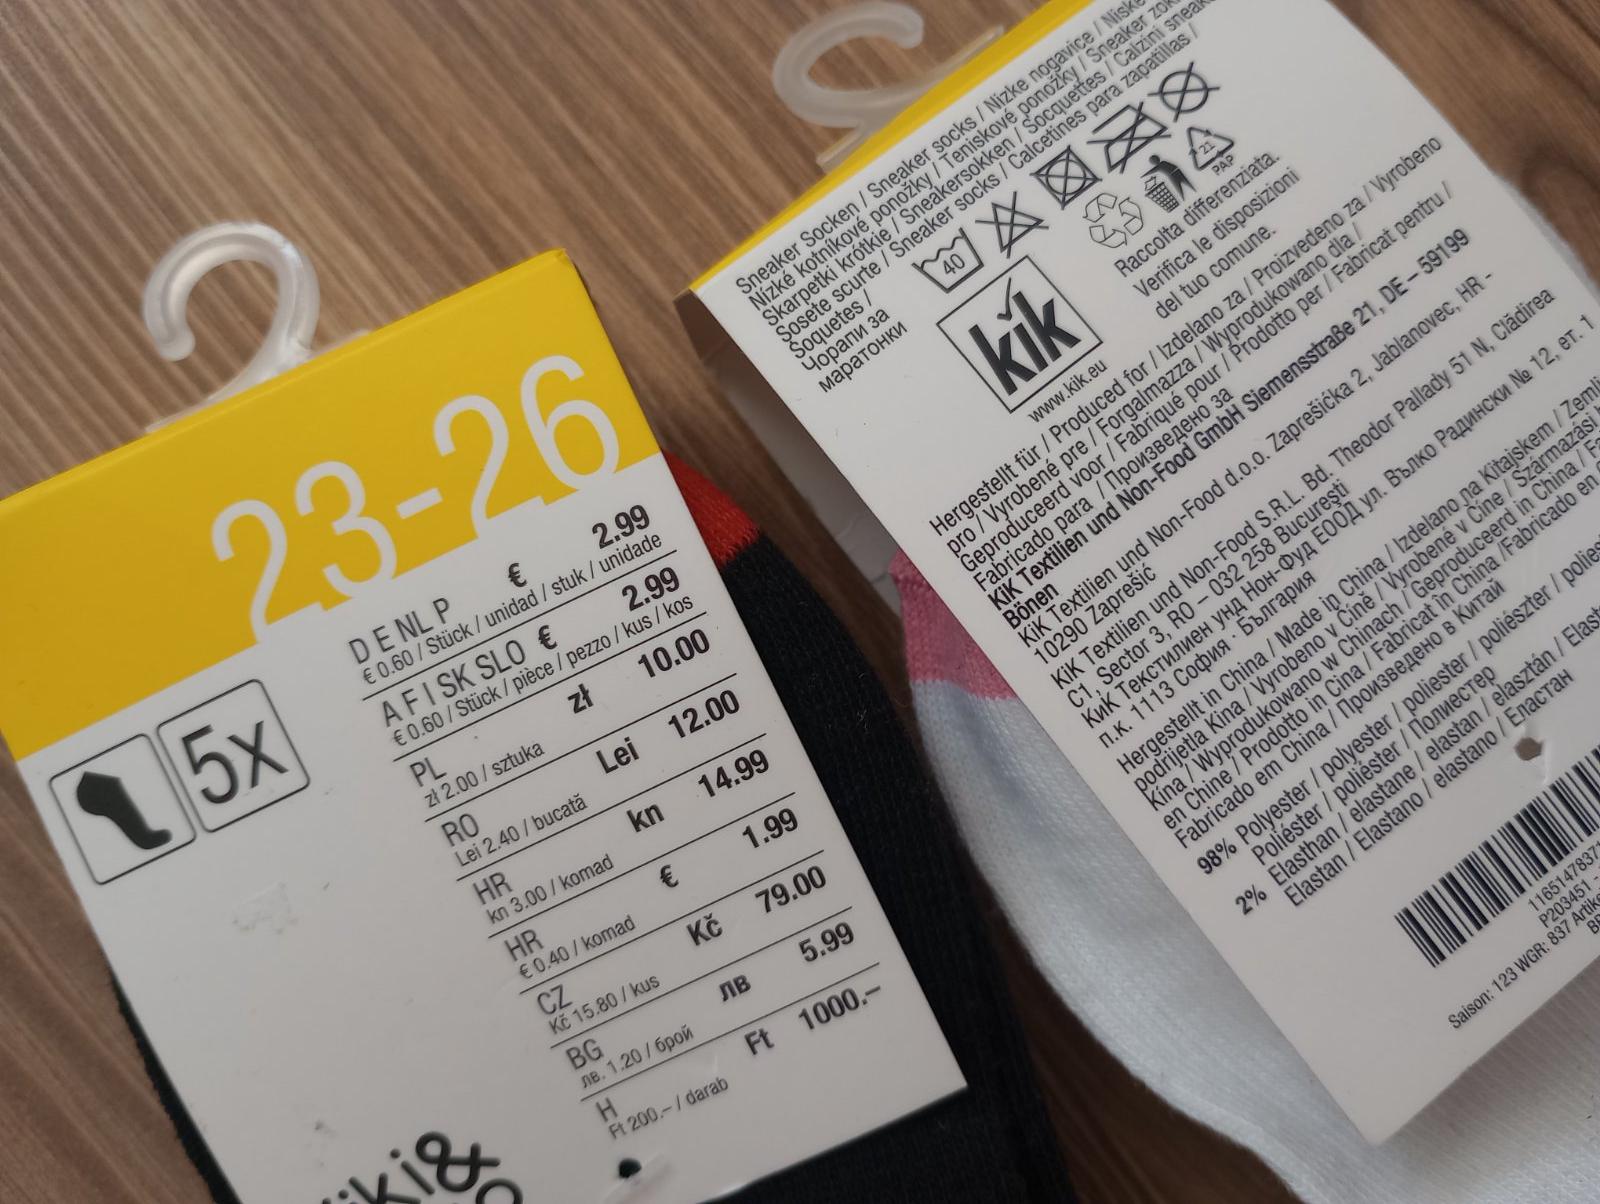 23-26
D E NL P € 2.99
€ 0.60 / Stück / unidad / stuk / unidade
A F I SK SLO € 2.99
€ 0.60 / Stück / pièce / pezzo / kus / kos
PL zł 10.00
zł 2.00 / sztuka
RO Lei 12.00
Lei 2.40 / bucată
HR kn 14.99
kn 3.00 / komad
HR € 1.99
€ 0.40 / komad
CZ Kč 79.00
Kč 15.80 / kus
BG лв 5.99
лв. 1.20 / брой
H Ft 1000.–
Ft 200.– / darab
5x
ki&
Sneaker Socken / Sneaker socks / Nizke nogavice / Niske
Nízké kotníkové ponožky / Teniskové ponožky / Sneaker zokni
Skarpetki krótkie / Sneakersokken / Socquettes / Calzini sneaker
Șosete scurte / Sneaker socks / Calcetines para zapatillas /
Soquetes /
Чорапи за
маратонки
40
21
PAP
kik
www.kik.eu
Raccolta differenziata.
Verifica le disposizioni
del tuo comune.
Hergestellt für / Produced for / Izdelano za / Proizvedeno za / Vyrobeno
pro / Vyrobené pre / Forgalmazza / Wyprodukowano dla /
Geproduceerd voor / Fabriqué pour / Prodotto per / Fabricat pentru /
Fabricado para / Произведено за
KiK Textilien und Non-Food GmbH Siemensstraße 21, DE – 59199
Bönen
KiK Textilien und Non-Food d.o.o. Zaprešićka 2, Jablanovec, HR -
10290 Zaprešić
KiK Textilien und Non-Food S.R.L. Bd. Theodor Pallady 51 N, Clădirea
C1, Sector 3, RO – 032 258 București
КиК Текстилиен унд Нон-Фуд ЕООД ул. Вълко Радински № 12, ет. 1
п.к. 1113 София · България
Hergestellt in China / Made in China / Izdelano na Kitajskem / Zemlja
podrijetla Kina / Vyrobeno v Číně / Vyrobené v Číne / Származási
Kína / Wyprodukowano w Chinach / Geproduceerd in China /
en Chine / Prodotto in Cina / Fabricat în China / Fabricado en
Fabricado em China / Произведено в Китай
98% Polyester / polyester / poliester / poliészter /
Poliéster / poliéster / Полиестер
2% Elasthan / elastane / elastan / elasztán /
Elastan / Elastano / elastano / Еластан
P203451 -
Saison: 123 WGR: 837